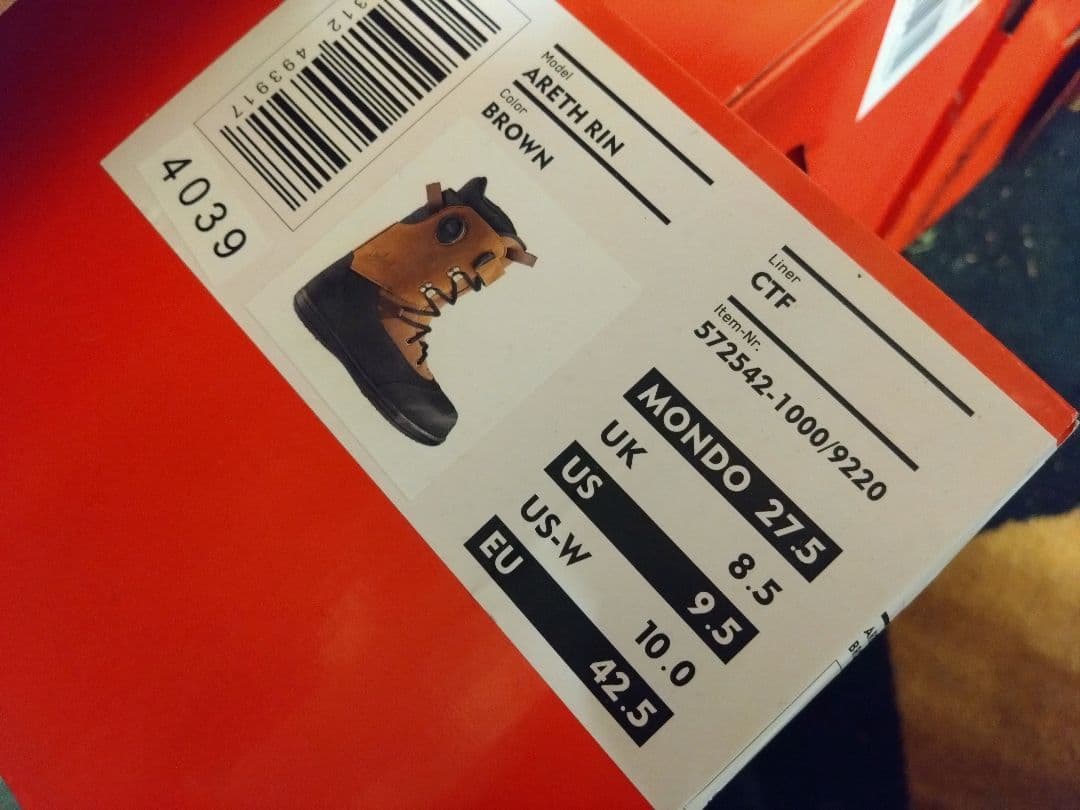 312 493917
4039
Model
ARETH RIN
Color
BROWN
Liner
CTF
Item-Nr.
572542-1000/9220
MONDO 27.5
UK 8.5
US 9.5
US-W 10.0
EU 42.5